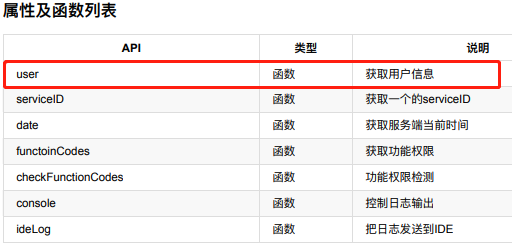 属性及函数列表
API 类型 说明
user 函数 获取用户信息
serviceID 函数 获取一个的serviceID
date 函数 获取服务端当前时间
functoinCodes 函数 获取功能权限
checkFunctionCodes 函数 功能权限检测
console 函数 控制日志输出
ideLog 函数 把日志发送到IDE